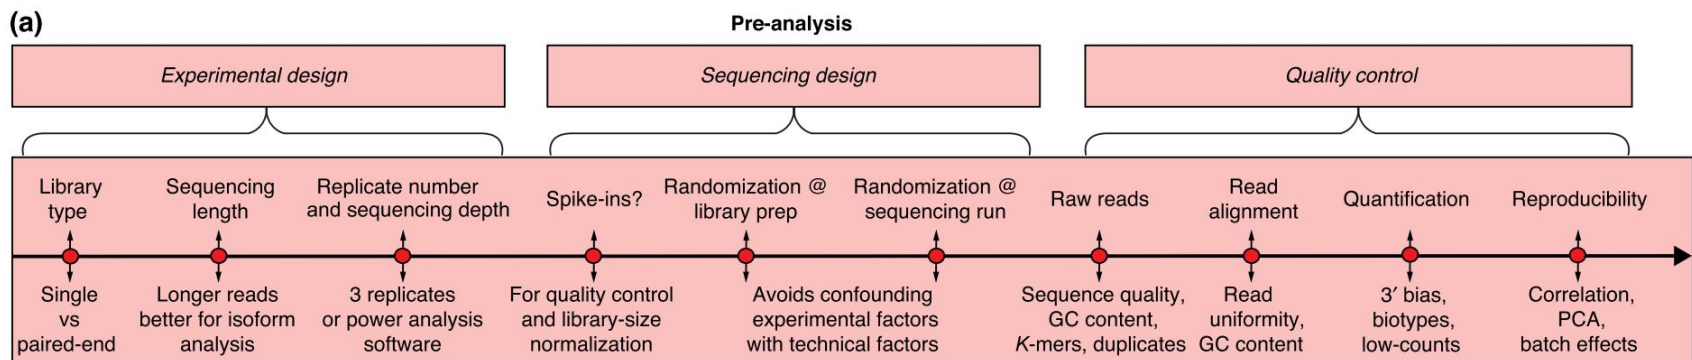 (a)
Pre-analysis
Experimental design
Sequencing design
Quality control
Library
type
Sequencing
length
Replicate number
and sequencing depth
Spike-ins?
Randomization @
library prep
Randomization @
sequencing run
Raw reads
Read
alignment
Quantification
Reproducibility
Single
vs
paired-end
Longer reads
better for isoform
analysis
3 replicates
or power analysis
software
For quality control
and library-size
normalization
Avoids confounding
experimental factors
with technical factors
Sequence quality,
GC content,
K-mers, duplicates
Read
uniformity,
GC content
3′ bias,
biotypes,
low-counts
Correlation,
PCA,
batch effects